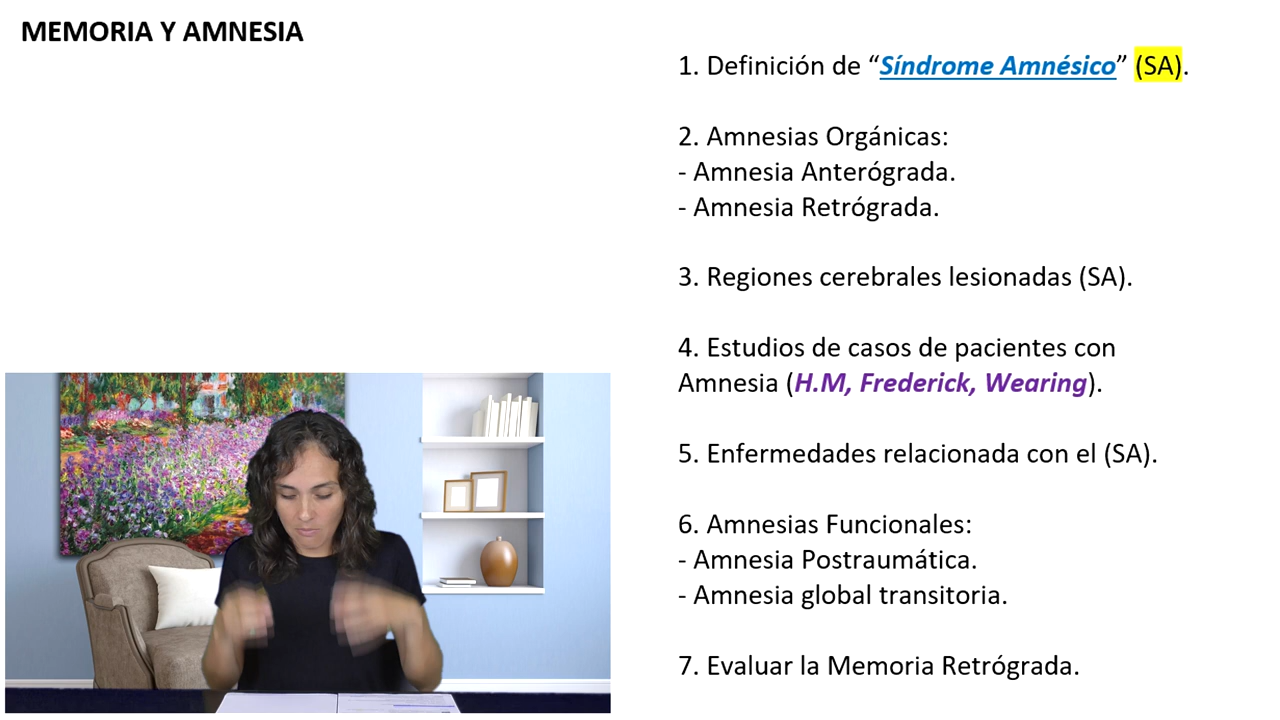 MEMORIA Y AMNESIA
1. Definición de “Síndrome Amnésico” (SA).
2. Amnesias Orgánicas:
- Amnesia Anterógrada.
- Amnesia Retrógrada.
3. Regiones cerebrales lesionadas (SA).
4. Estudios de casos de pacientes con
Amnesia (H.M, Frederick, Wearing).
5. Enfermedades relacionada con el (SA).
6. Amnesias Funcionales:
- Amnesia Postraumática.
- Amnesia global transitoria.
7. Evaluar la Memoria Retrógrada.